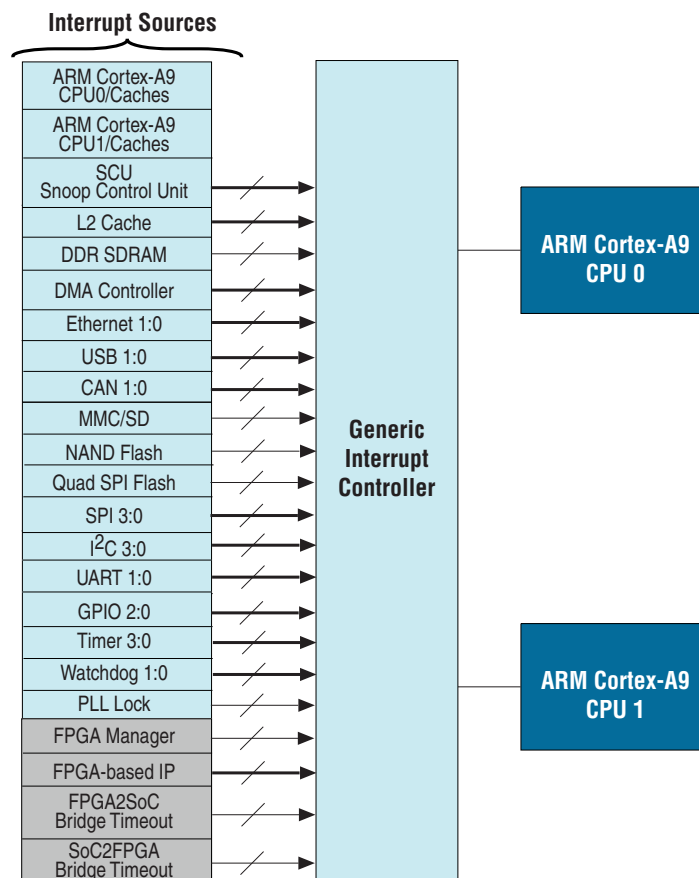 Interrupt Sources
ARM Cortex-A9
CPU0/Caches
ARM Cortex-A9
CPU1/Caches
SCU
Snoop Control Unit
L2 Cache
DDR SDRAM
DMA Controller
Ethernet 1:0
USB 1:0
CAN 1:0
MMC/SD
NAND Flash
Quad SPI Flash
SPI 3:0
I2C 3:0
UART 1:0
GPIO 2:0
Timer 3:0
Watchdog 1:0
PLL Lock
FPGA Manager
FPGA-based IP
FPGA2SoC
Bridge Timeout
SoC2FPGA
Bridge Timeout
Generic
Interrupt
Controller
ARM Cortex-A9
CPU 0
ARM Cortex-A9
CPU 1